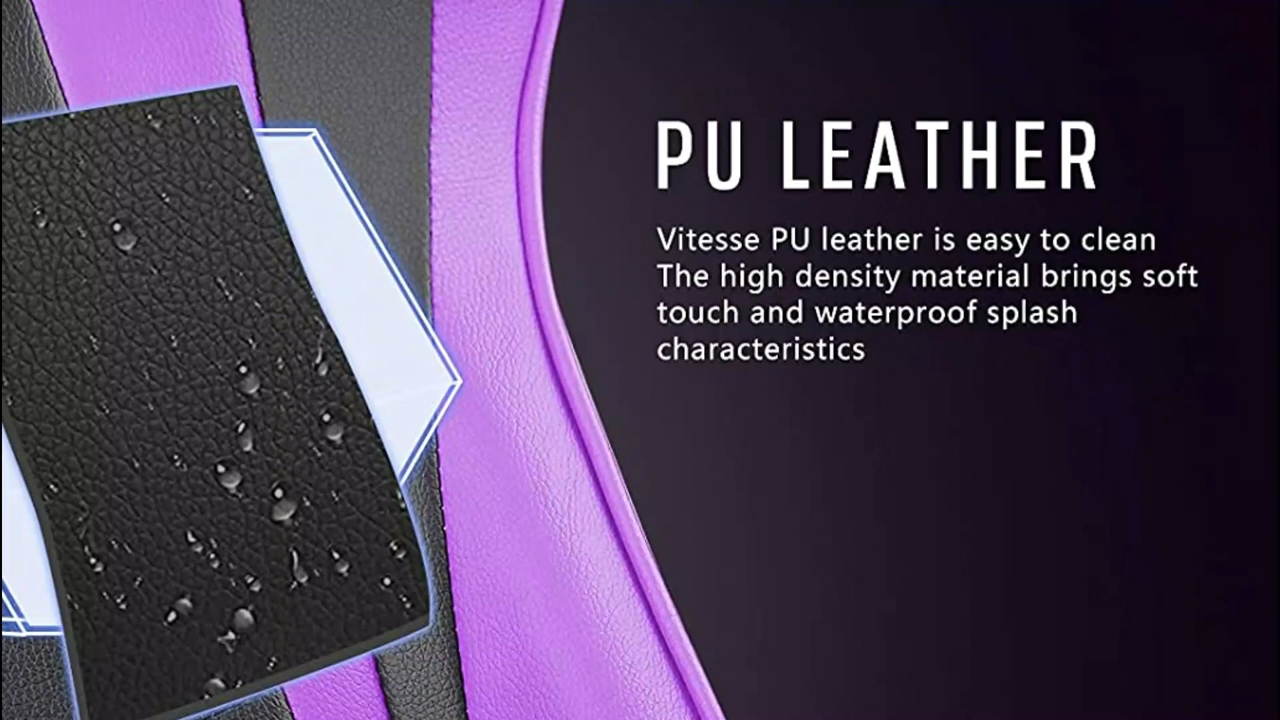 PU LEATHER
Vitesse PU leather is easy to clean
The high density material brings soft
touch and waterproof splash
characteristics